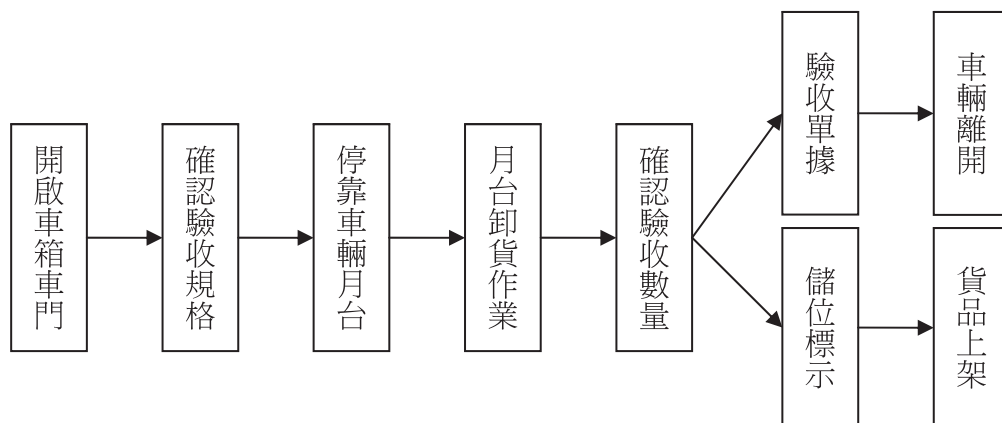 開啟車箱車門
確認驗收規格
停靠車輛月台
月台卸貨作業
確認驗收數量
驗收單據
車輛離開
儲位標示
貨品上架